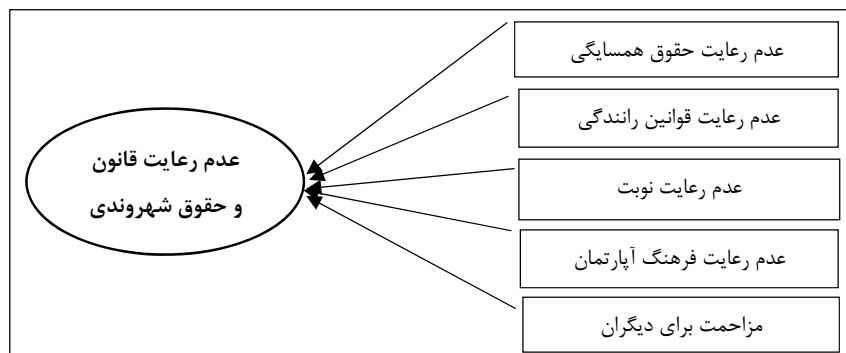 عدم رعایت حقوق همسایگی
عدم رعایت قوانین رانندگی
عدم رعایت نوبت
عدم رعایت فرهنگ آپارتمان
مزاحمت برای دیگران
عدم رعایت قانون
و حقوق شهروندی